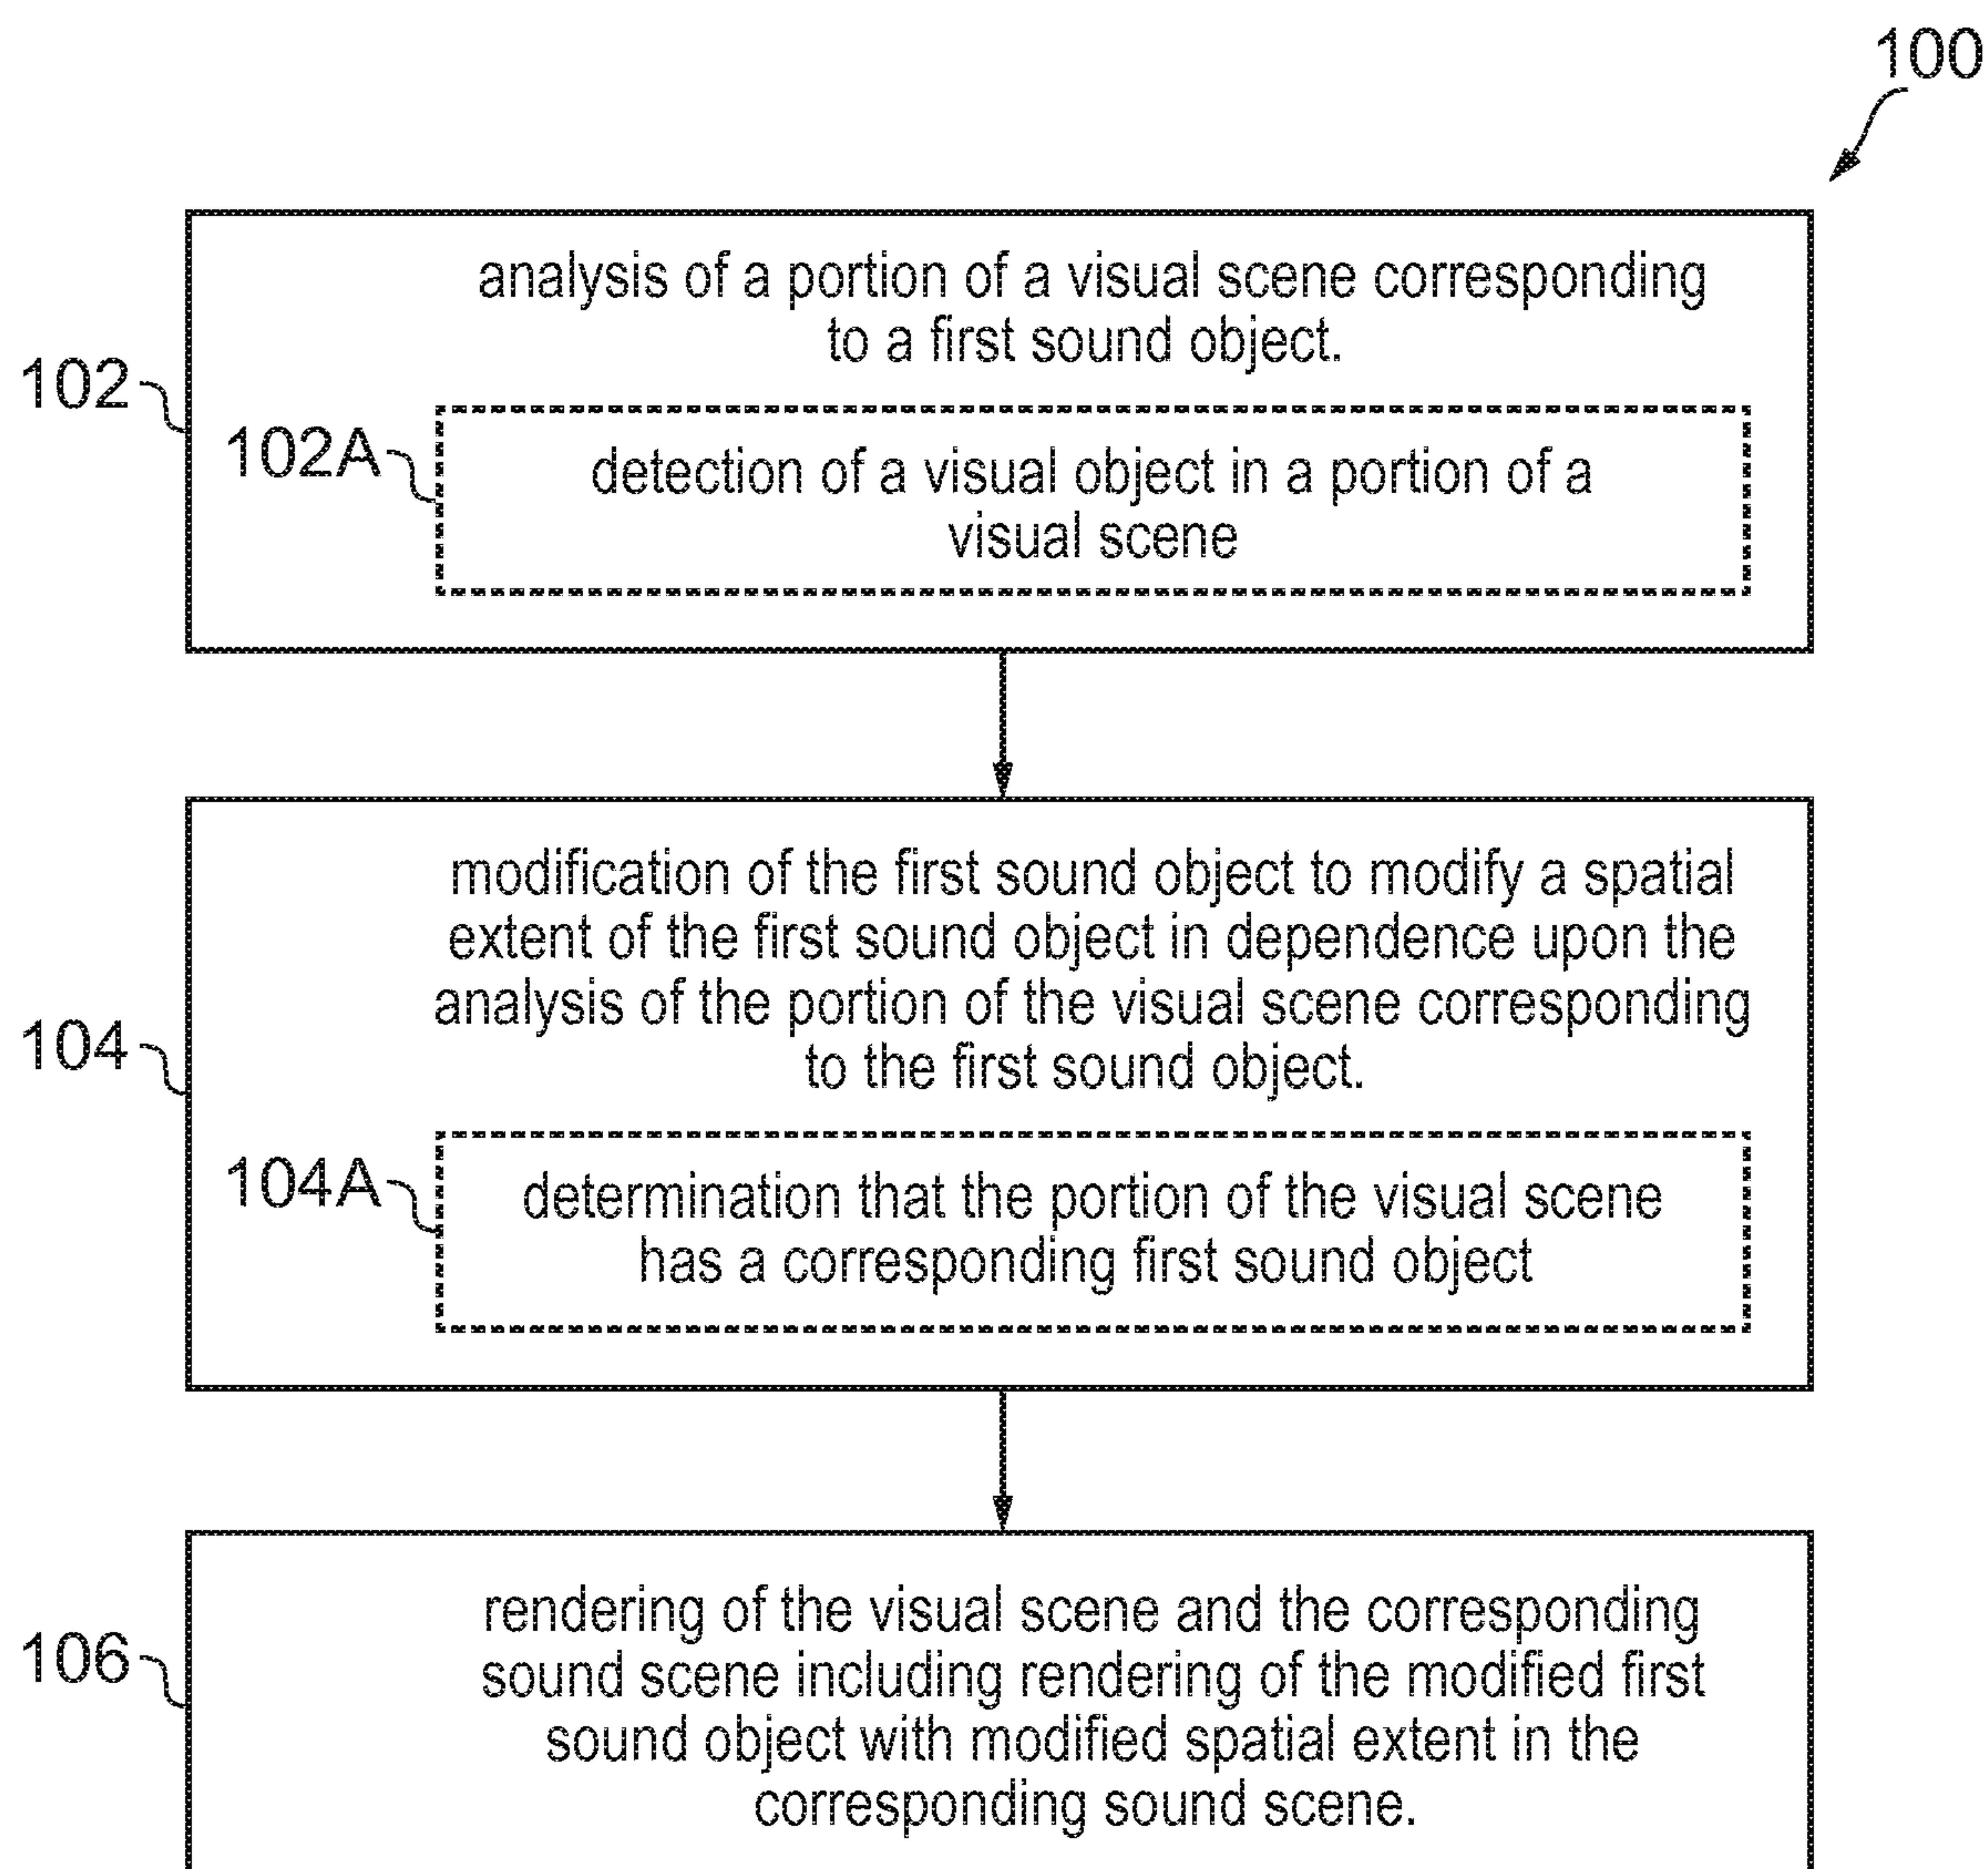 100
102
analysis of a portion of a visual scene corresponding
to a first sound object.
102A
detection of a visual object in a portion of a
visual scene
104
modification of the first sound object to modify a spatial
extent of the first sound object in dependence upon the
analysis of the portion of the visual scene corresponding
to the first sound object.
104A
determination that the portion of the visual scene
has a corresponding first sound object
106
rendering of the visual scene and the corresponding
sound scene including rendering of the modified first
sound object with modified spatial extent in the
corresponding sound scene.